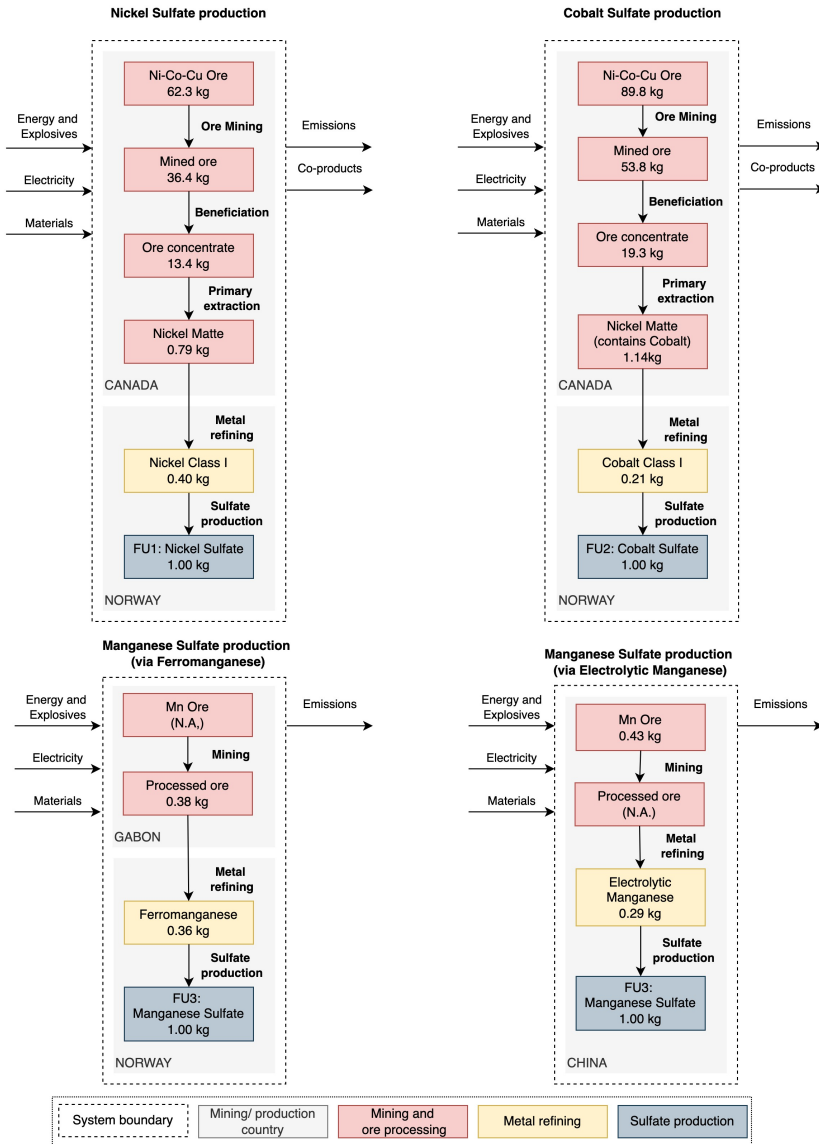 Nickel Sulfate production
Ni-Co-Cu Ore
62.3 kg
Energy and
Explosives
Ore Mining
Emissions
Mined ore
36.4 kg
Co-products
Electricity
Beneficiation
Materials
Ore concentrate
13.4 kg
Primary
extraction
Nickel Matte
0.79 kg
CANADA
Metal
refining
Nickel Class I
0.40 kg
Sulfate
production
FU1: Nickel Sulfate
1.00 kg
NORWAY
Cobalt Sulfate production
Ni-Co-Cu Ore
89.8 kg
Energy and
Explosives
Ore Mining
Emissions
Mined ore
53.8 kg
Co-products
Electricity
Beneficiation
Materials
Ore concentrate
19.3 kg
Primary
extraction
Nickel Matte
(contains Cobalt)
1.14kg
CANADA
Metal
refining
Cobalt Class I
0.21 kg
Sulfate
production
FU2: Cobalt Sulfate
1.00 kg
NORWAY
Manganese Sulfate production
(via Ferromanganese)
Energy and
Explosives
Mn Ore
(N.A,)
Emissions
Mining
Electricity
Processed ore
0.38 kg
Materials
GABON
Metal
refining
Ferromanganese
0.36 kg
Sulfate
production
FU3:
Manganese Sulfate
1.00 kg
NORWAY
Manganese Sulfate production
(via Electrolytic Manganese)
Energy and
Explosives
Mn Ore
0.43 kg
Emissions
Mining
Electricity
Processed ore
(N.A.)
Materials
Metal
refining
Electrolytic
Manganese
0.29 kg
Sulfate
production
FU3:
Manganese Sulfate
1.00 kg
CHINA
System boundary
Mining/ production
country
Mining and
ore processing
Metal refining
Sulfate production